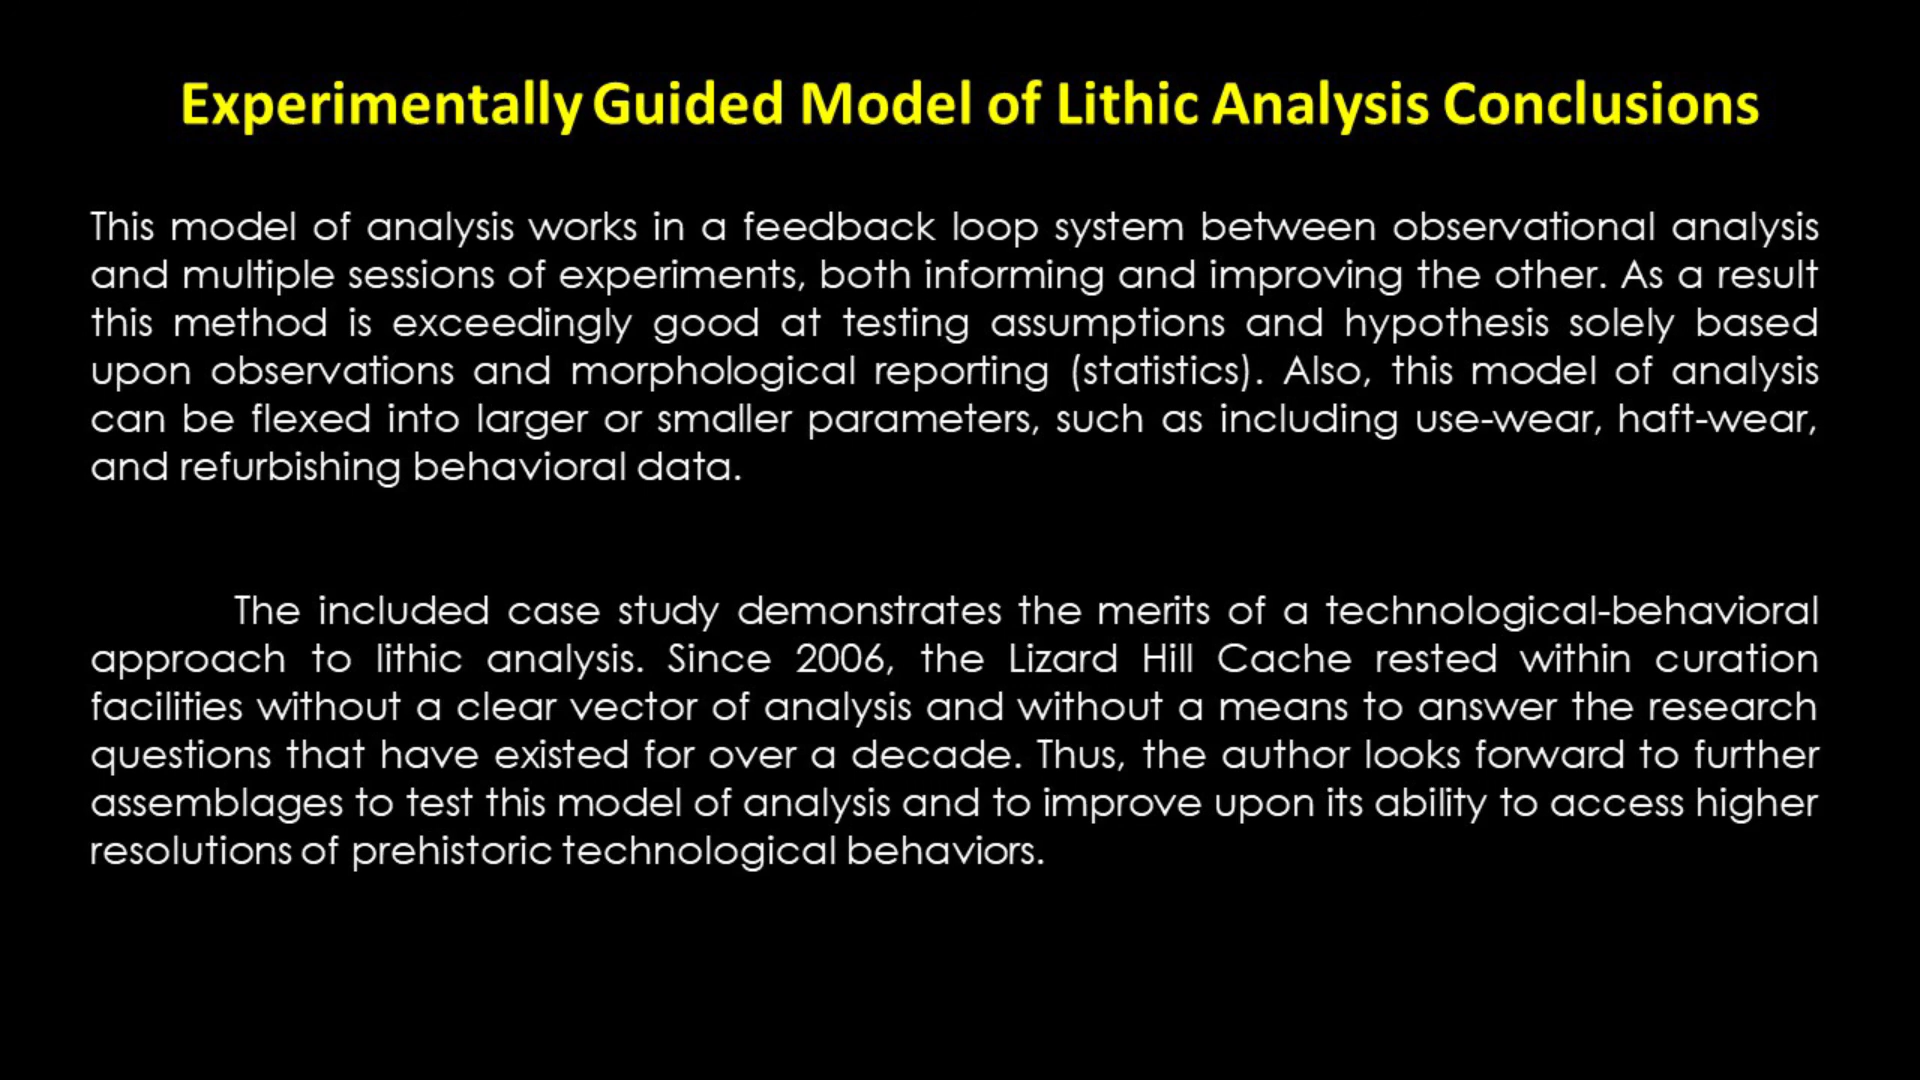 Experimentally Guided Model of Lithic Analysis Conclusions
This model of analysis works in a feedback loop system between observational analysis
and multiple sessions of experiments, both informing and improving the other. As a result
this method is exceedingly good at testing assumptions and hypothesis solely based
upon observations and morphological reporting (statistics). Also, this model of analysis
can be flexed into larger or smaller parameters, such as including use-wear, haft-wear,
and refurbishing behavioral data.
The included case study demonstrates the merits of a technological-behavioral
approach to lithic analysis. Since 2006, the Lizard Hill Cache rested within curation
facilities without a clear vector of analysis and without a means to answer the research
questions that have existed for over a decade. Thus, the author looks forward to further
assemblages to test this model of analysis and to improve upon its ability to access higher
resolutions of prehistoric technological behaviors.